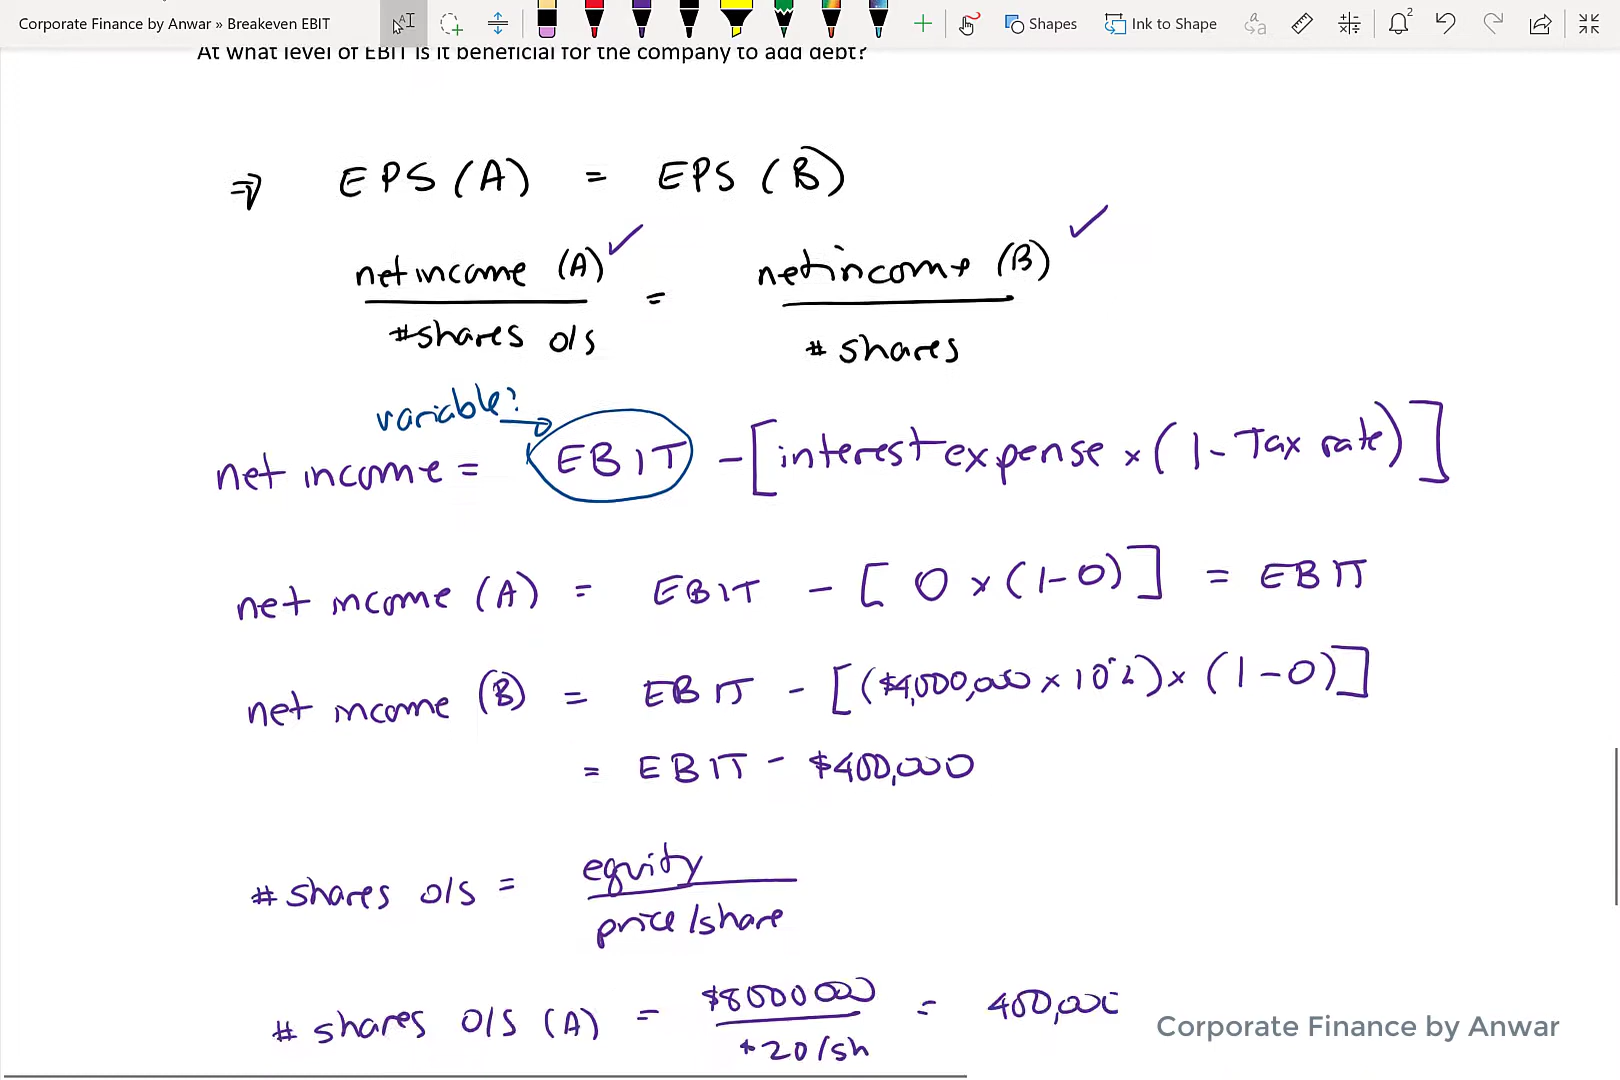 Corporate Finance by Anwar » Breakeven EBIT
Shapes
Ink to Shape
2
At what level of EBIT is it beneficial for the company to add debt?
⇒ EPS (A) = EPS (B)
net income (A) ✓ = net income (B) ✓
#shares o/s
# shares
variable? →
net income = EBIT - [interest expense × (1 - Tax rate)]
net income (A) = EBIT - [ 0 × (1-0)] = EBIT
net income (B) = EBIT - [($4,000,000 × 10%) × (1-0)]
= EBIT - $400,000
# shares o/s = equity
price/share
# shares o/s (A) = $8000000 = 400,000
$20/sh
Corporate Finance by Anwar